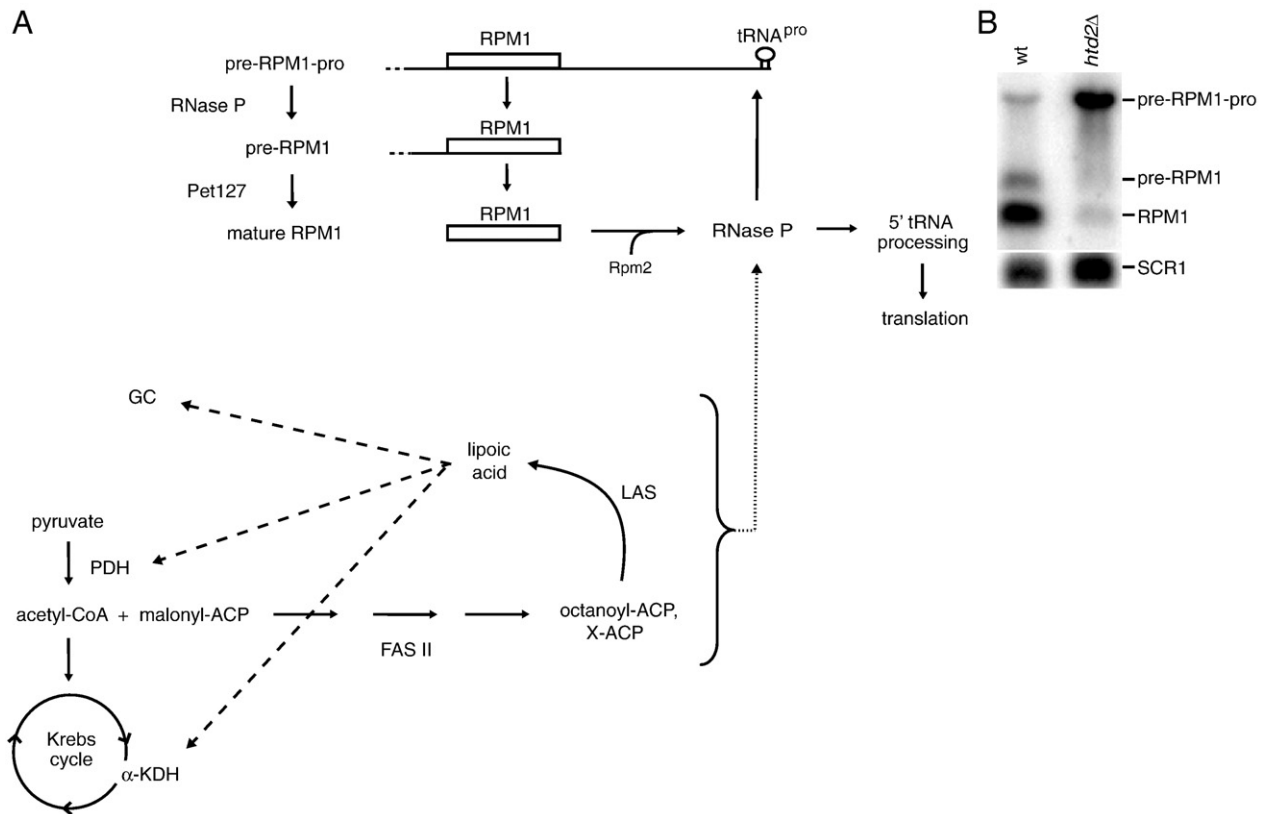 A
RPM1
tRNA^pro
pre-RPM1-pro
RNase P
RPM1
pre-RPM1
Pet127
RPM1
mature RPM1
Rpm2
RNase P
5' tRNA
processing
translation
GC
lipoic
acid
LAS
pyruvate
PDH
acetyl-CoA + malonyl-ACP
FAS II
octanoyl-ACP,
X-ACP
Krebs
cycle
α-KDH
B
wt
htd2Δ
pre-RPM1-pro
pre-RPM1
RPM1
SCR1